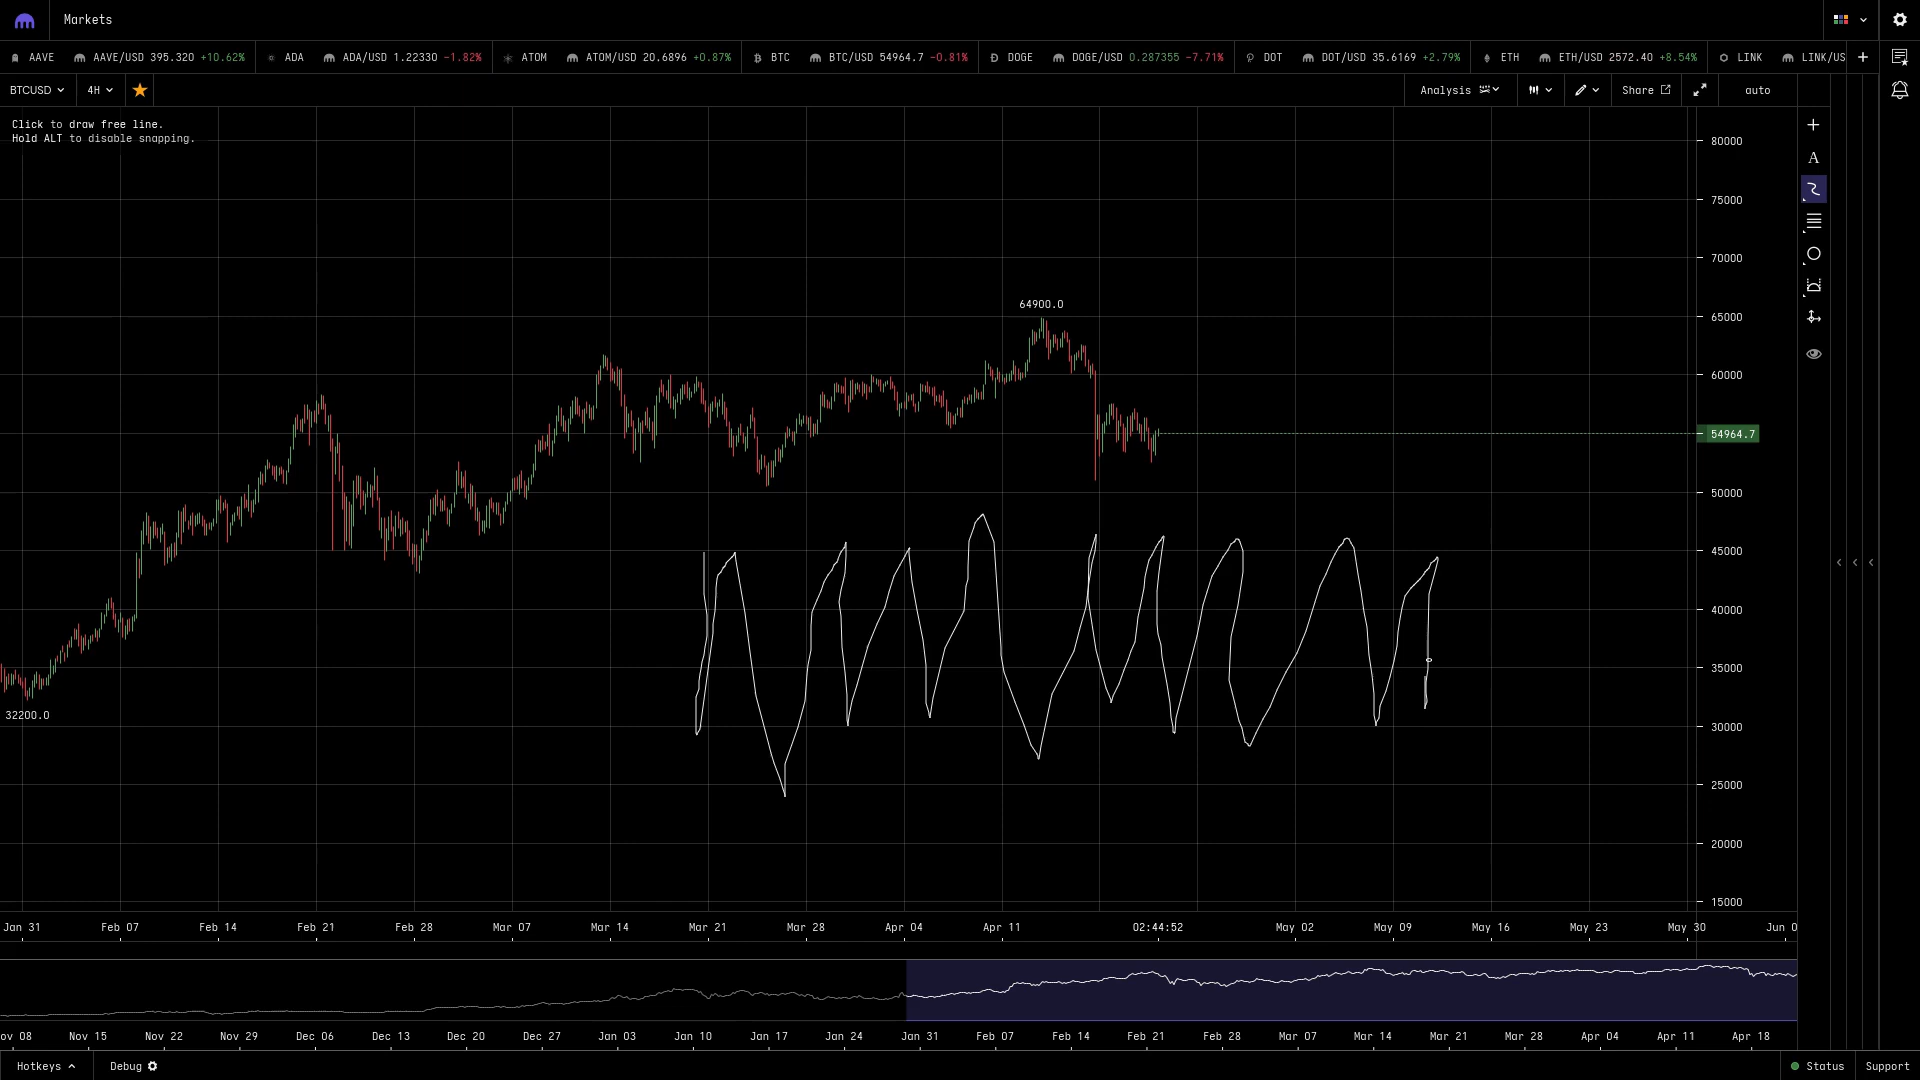 Markets
AAVE AAVE/USD 395.320 +10.62% ADA ADA/USD 1.22330 −1.82% ATOM ATOM/USD 20.6896 +0.87% BTC BTC/USD 54964.7 −0.81% DOGE DOGE/USD 0.287355 −7.71% DOT DOT/USD 35.6169 +2.79% ETH ETH/USD 2572.40 +8.54% LINK LINK/US
BTCUSD 4H Analysis Share auto
Click to draw free line.
Hold ALT to disable snapping.
A
80000
75000
70000
64900.0
65000
60000
54964.7
50000
45000
40000
35000
32200.0
30000
25000
20000
15000
Jan 31 Feb 07 Feb 14 Feb 21 Feb 28 Mar 07 Mar 14 Mar 21 Mar 28 Apr 04 Apr 11 02:44:52 May 02 May 09 May 16 May 23 May 30 Jun 0
ov 08 Nov 15 Nov 22 Nov 29 Dec 06 Dec 13 Dec 20 Dec 27 Jan 03 Jan 10 Jan 17 Jan 24 Jan 31 Feb 07 Feb 14 Feb 21 Feb 28 Mar 07 Mar 14 Mar 21 Mar 28 Apr 04 Apr 11 Apr 18
Hotkeys Debug Status Support